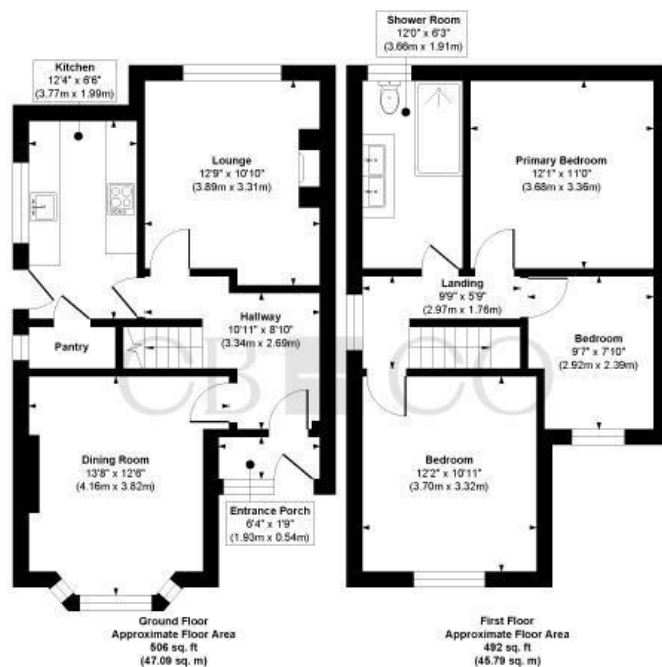 Kitchen
12'4" x 6'6"
(3.77m x 1.99m)
Lounge
12'9" x 10'10"
(3.89m x 3.31m)
Hallway
10'11" x 8'10"
(3.34m x 2.69m)
Pantry
Dining Room
13'8" x 12'6"
(4.16m x 3.82m)
Entrance Porch
6'4" x 1'9"
(1.93m x 0.54m)
Ground Floor
Approximate Floor Area
506 sq. ft
(47.09 sq. m)
Shower Room
12'0" x 6'3"
(3.66m x 1.91m)
Primary Bedroom
12'1" x 11'0"
(3.68m x 3.36m)
Landing
9'9" x 5'9"
(2.97m x 1.76m)
Bedroom
9'7" x 7'10"
(2.92m x 2.39m)
Bedroom
12'2" x 10'11"
(3.70m x 3.32m)
First Floor
Approximate Floor Area
492 sq. ft
(45.79 sq. m)
CB CO